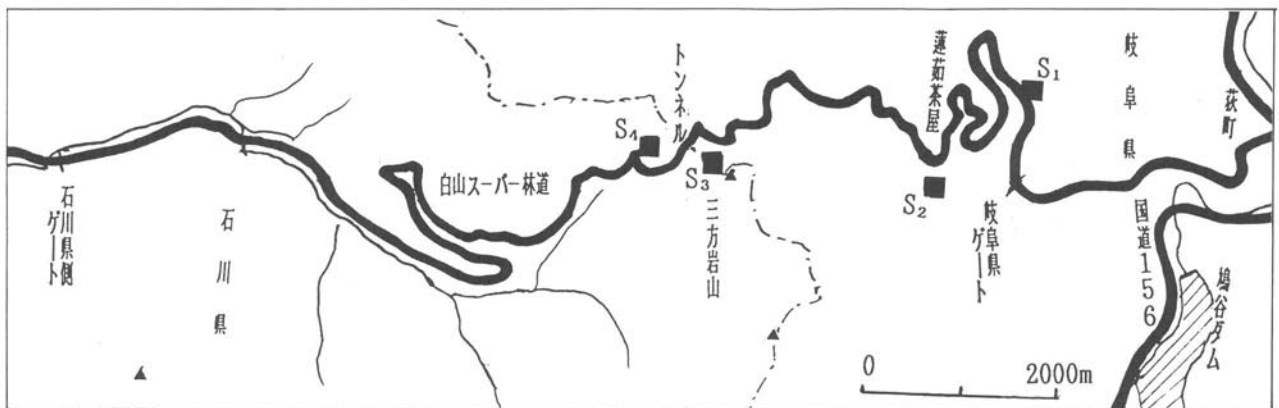 石川県側
ゲート
石川県
白山スーパー林道
トンネル
S₄
S₃
三方岩山
蓮茹茶屋
S₂
S₁
岐阜県
ゲート
岐阜県
荻町
国道156
鳩谷ダム
0
2000m